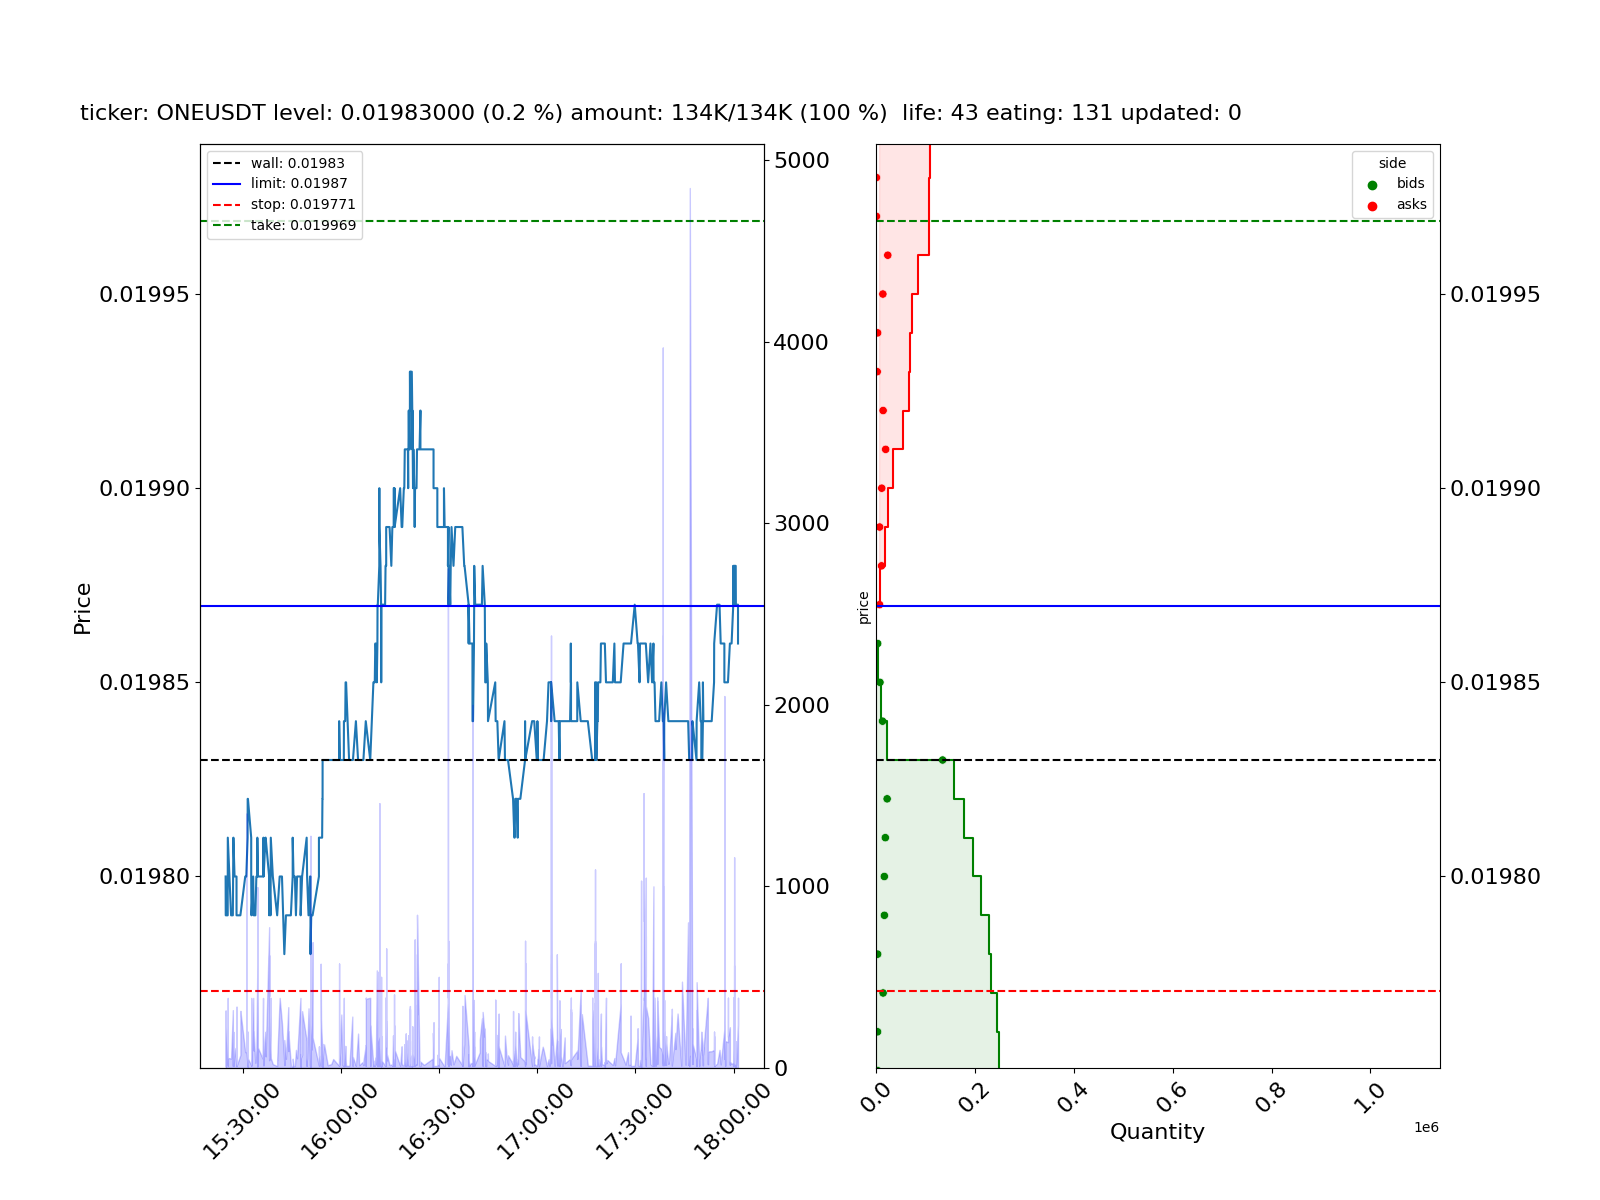 ticker: ONEUSDT level: 0.01983000 (0.2 %) amount: 134K/134K (100 %)  life: 43 eating: 131 updated: 0
wall: 0.01983
limit: 0.01987
stop: 0.019771
take: 0.019969
Price
0.01995
0.01990
0.01985
0.01980
5000
4000
3000
2000
1000
0
15:30:00
16:00:00
16:30:00
17:00:00
17:30:00
18:00:00
side
bids
asks
price
0.01995
0.01990
0.01985
0.01980
0.0
0.2
0.4
0.6
0.8
1.0
1e6
Quantity